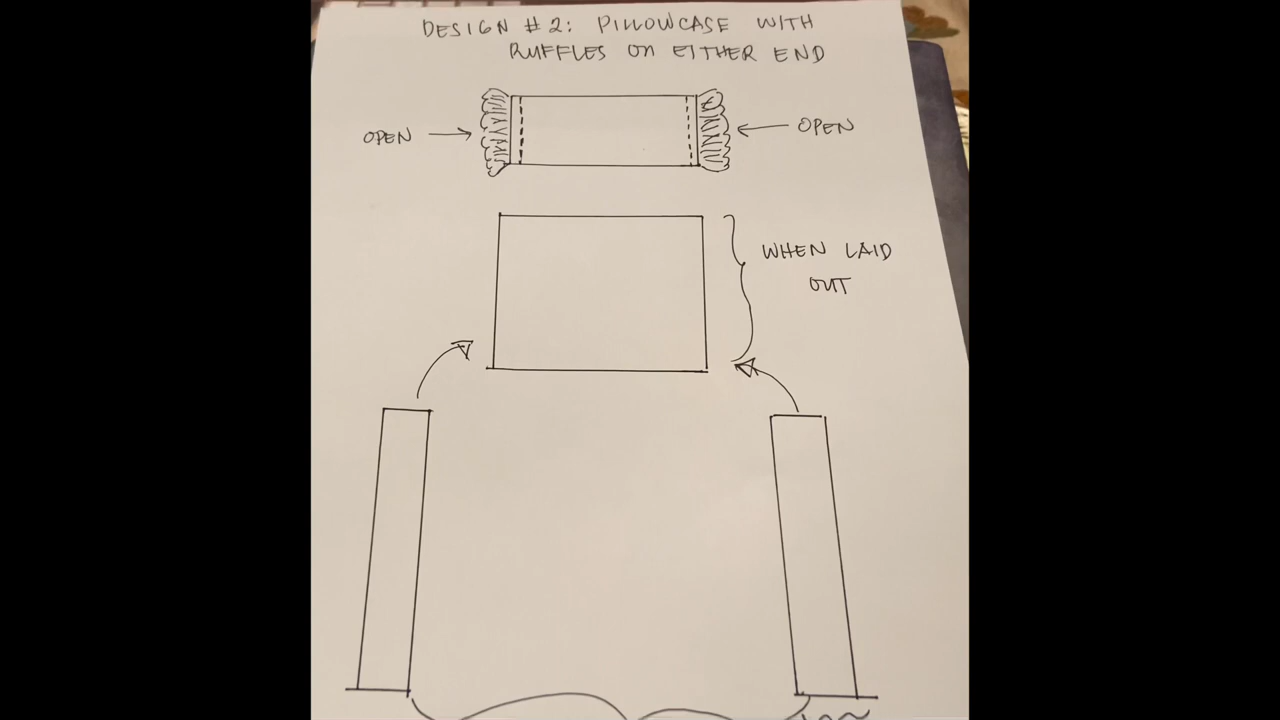 DESIGN # 2: PILLOWCASE WITH
RUFFLES ON EITHER END
OPEN
OPEN
WHEN LAID
OUT